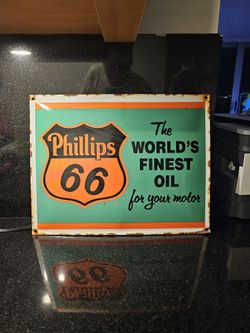 Phillips
66
The
WORLD'S
FINEST
OIL
for your motor